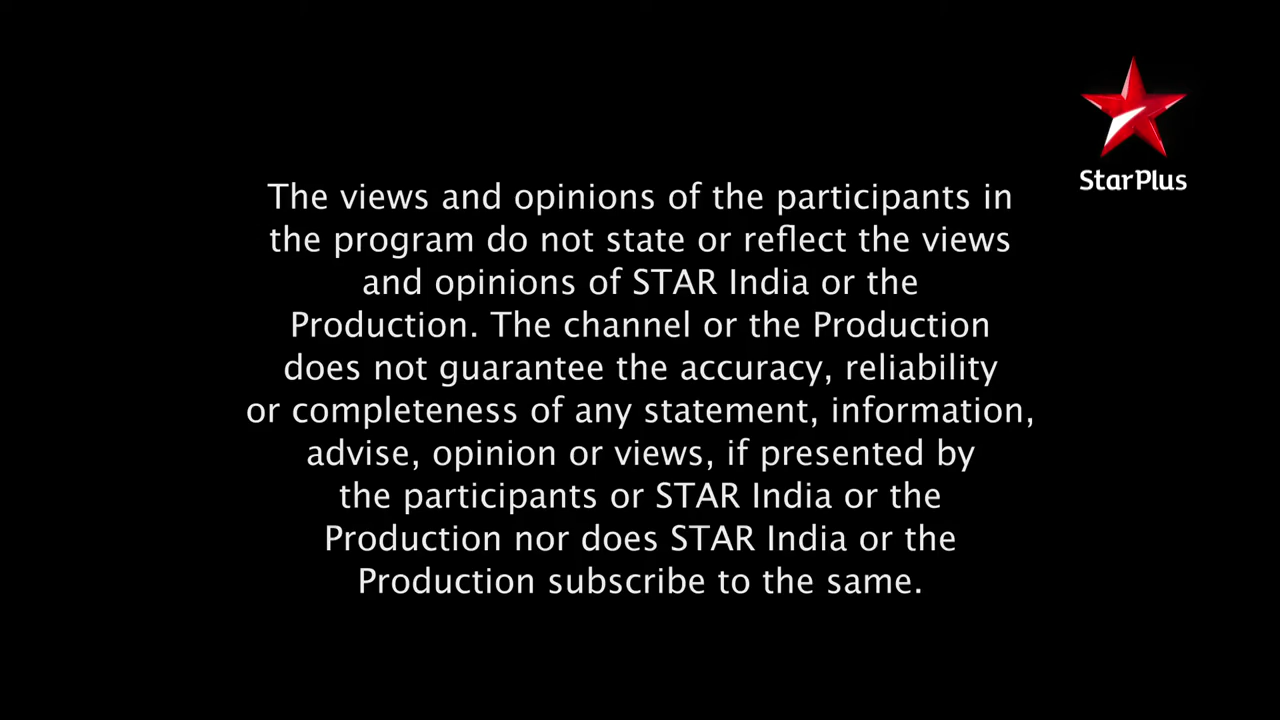 StarPlus
The views and opinions of the participants in
the program do not state or reflect the views
and opinions of STAR India or the
Production. The channel or the Production
does not guarantee the accuracy, reliability
or completeness of any statement, information,
advise, opinion or views, if presented by
the participants or STAR India or the
Production nor does STAR India or the
Production subscribe to the same.